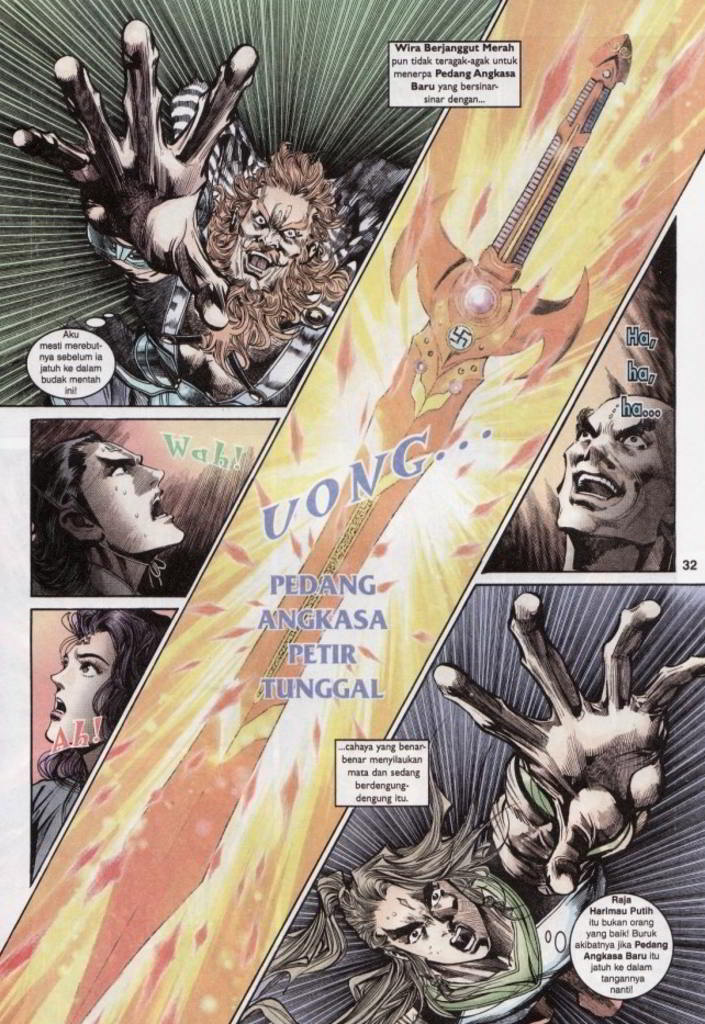 Wira Berjanggut Merah
pun tidak teragak-agak untuk
menerpa Pedang Angkasa
Baru yang bersinar-
sinar dengan...
Aku
mesti merebut-
nya sebelum ia
jatuh ke dalam
budak mentah
ini!
Ha,
ha,
ha...
Wah!
UONG...
PEDANG
ANGKASA
PETIR
TUNGGAL
32
Ah!
...cahaya yang benar-
benar menyilaukan
mata dan sedang
berdengung-
dengung itu.
Raja
Harimau Putih
itu bukan orang
yang baik! Buruk
akibatnya jika Pedang
Angkasa Baru itu
jatuh ke dalam
tangannya
nanti!